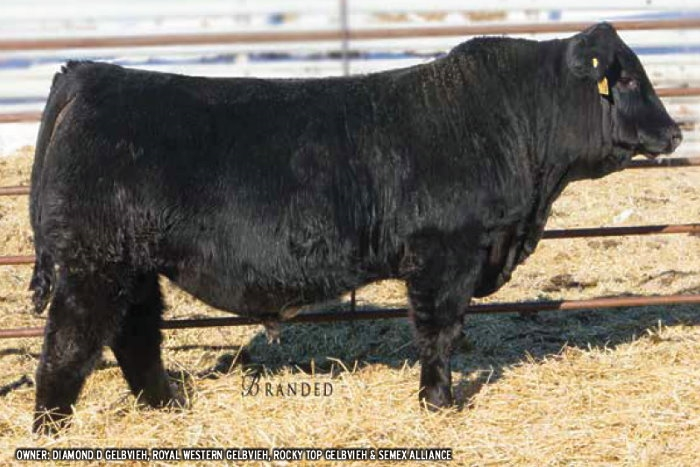 BRANDED
OWNER: DIAMOND D GELBVIEH, ROYAL WESTERN GELBVIEH, ROCKY TOP GELBVIEH & SEMEX ALLIANCE